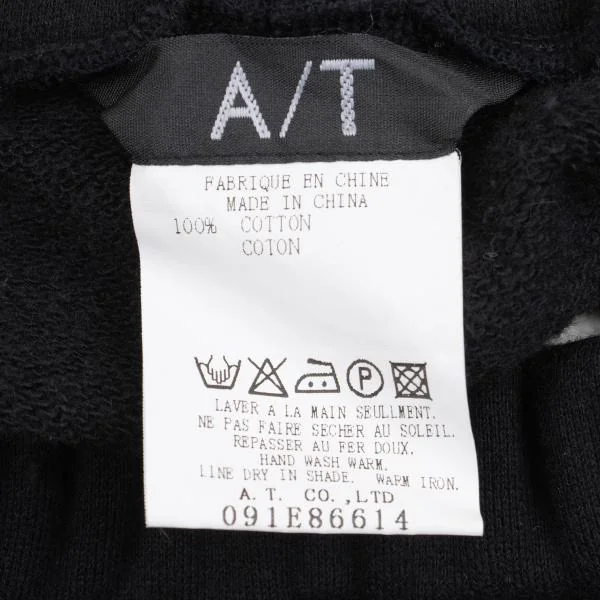 A/T
FABRIQUE EN CHINE
MADE IN CHINA
100% COTTON
COTON
P
LAVER A LA MAIN SEULLMENT.
NE PAS FAIRE SECHER AU SOLEIL.
REPASSER AU FER DOUX.
HAND WASH WARM.
LINE DRY IN SHADE. WARM IRON.
A. T. CO.,LTD
091E86614